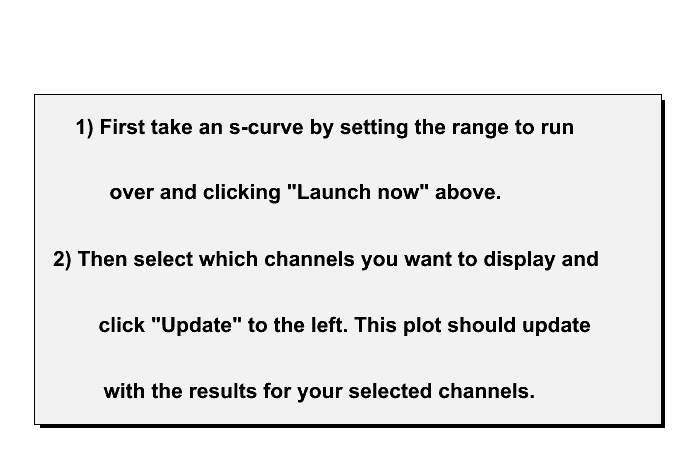 1) First take an s-curve by setting the range to run
over and clicking "Launch now" above.
2) Then select which channels you want to display and
click "Update" to the left. This plot should update
with the results for your selected channels.